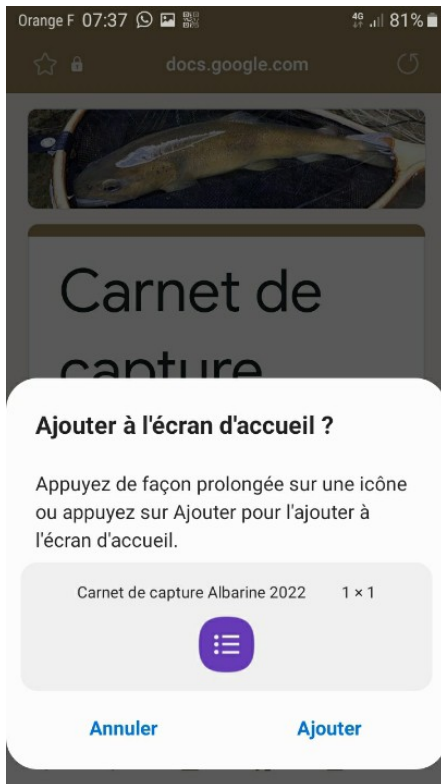 Orange F 07:37 4G 81%
docs.google.com
Carnet de
capture
Ajouter à l'écran d'accueil ?
Appuyez de façon prolongée sur une icône
ou appuyez sur Ajouter pour l'ajouter à
l'écran d'accueil.
Carnet de capture Albarine 2022 1 × 1
Annuler Ajouter